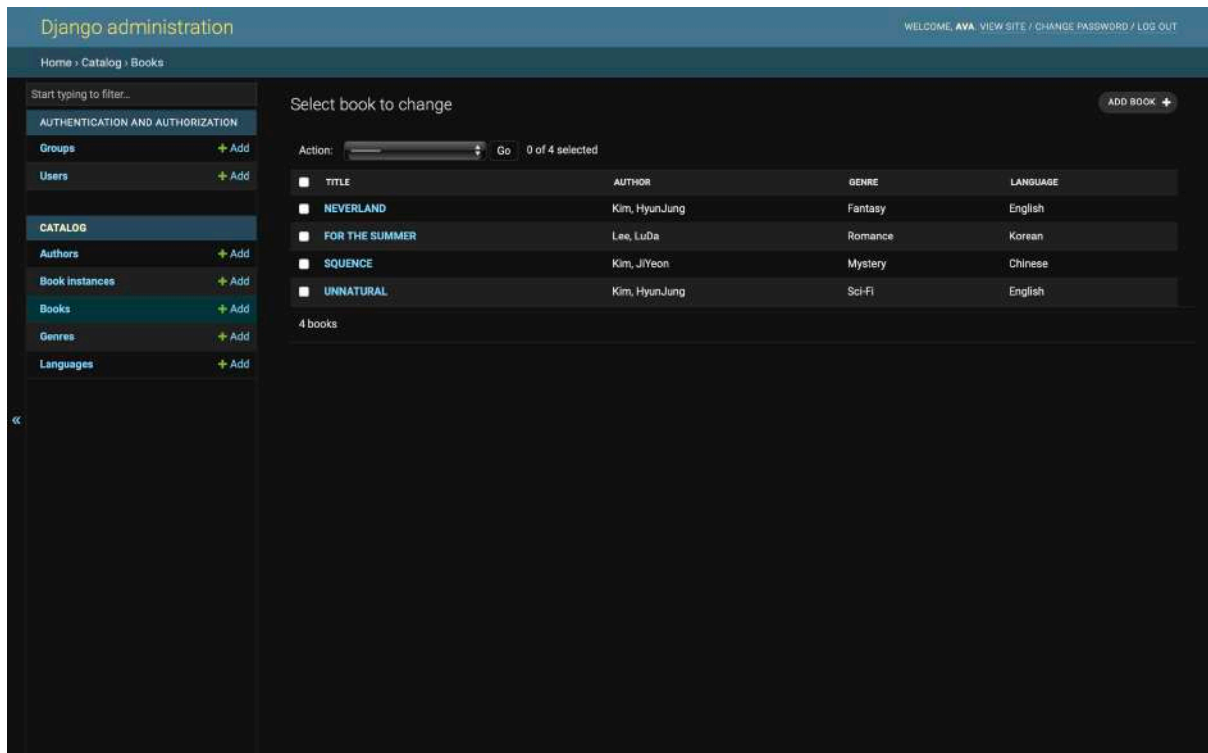 Django administration
WELCOME, AVA. VIEW SITE / CHANGE PASSWORD / LOG OUT
Home › Catalog › Books
Start typing to filter...
AUTHENTICATION AND AUTHORIZATION
Groups + Add
Users + Add
CATALOG
Authors + Add
Book instances + Add
Books + Add
Genres + Add
Languages + Add
«
Select book to change
ADD BOOK +
Action: --------- Go 0 of 4 selected
TITLE AUTHOR GENRE LANGUAGE
NEVERLAND Kim, HyunJung Fantasy English
FOR THE SUMMER Lee, LuDa Romance Korean
SQUENCE Kim, JiYeon Mystery Chinese
UNNATURAL Kim, HyunJung Sci-Fi English
4 books